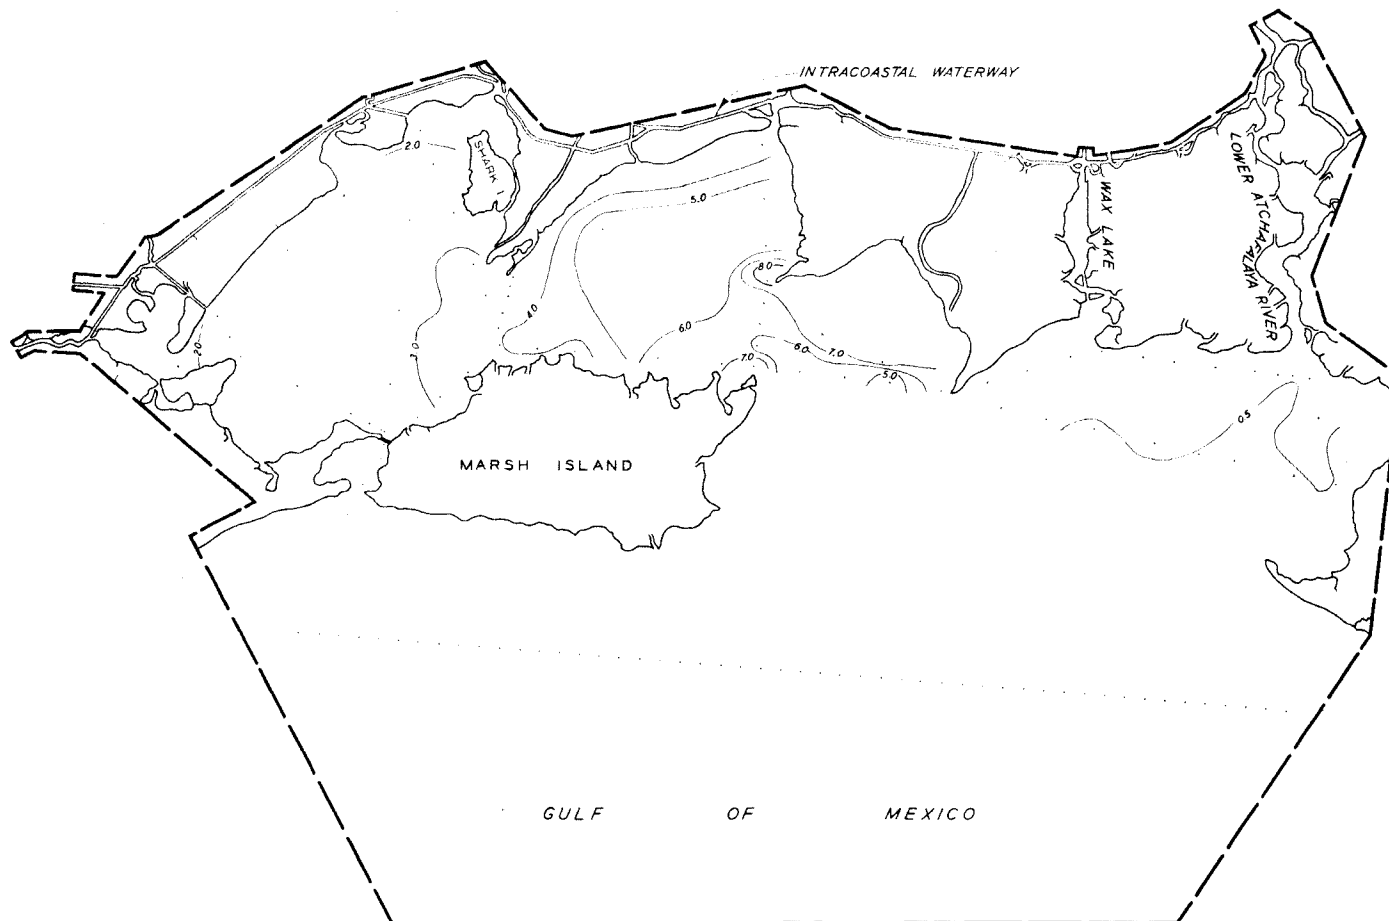 INTRACOASTAL WATERWAY
2.0
SHARK I.
LOWER ATCHAFALAYA RIVER
WAX LAKE
5.0
8.0
4.0
6.0
2.0
3.0
7.0
6.0
7.0
5.0
0.5
MARSH ISLAND
GULF OF MEXICO